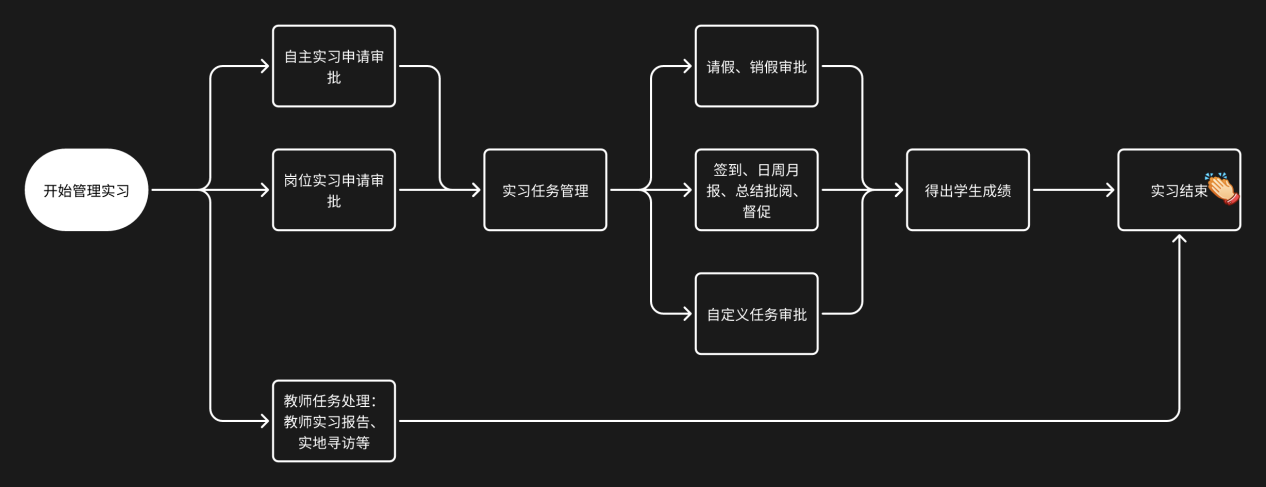 开始管理实习
自主实习申请审
批
岗位实习申请审
批
教师任务处理：
教师实习报告、
实地寻访等
实习任务管理
请假、销假审批
签到、日周月
报、总结批阅、
督促
自定义任务审批
得出学生成绩
实习结束👏